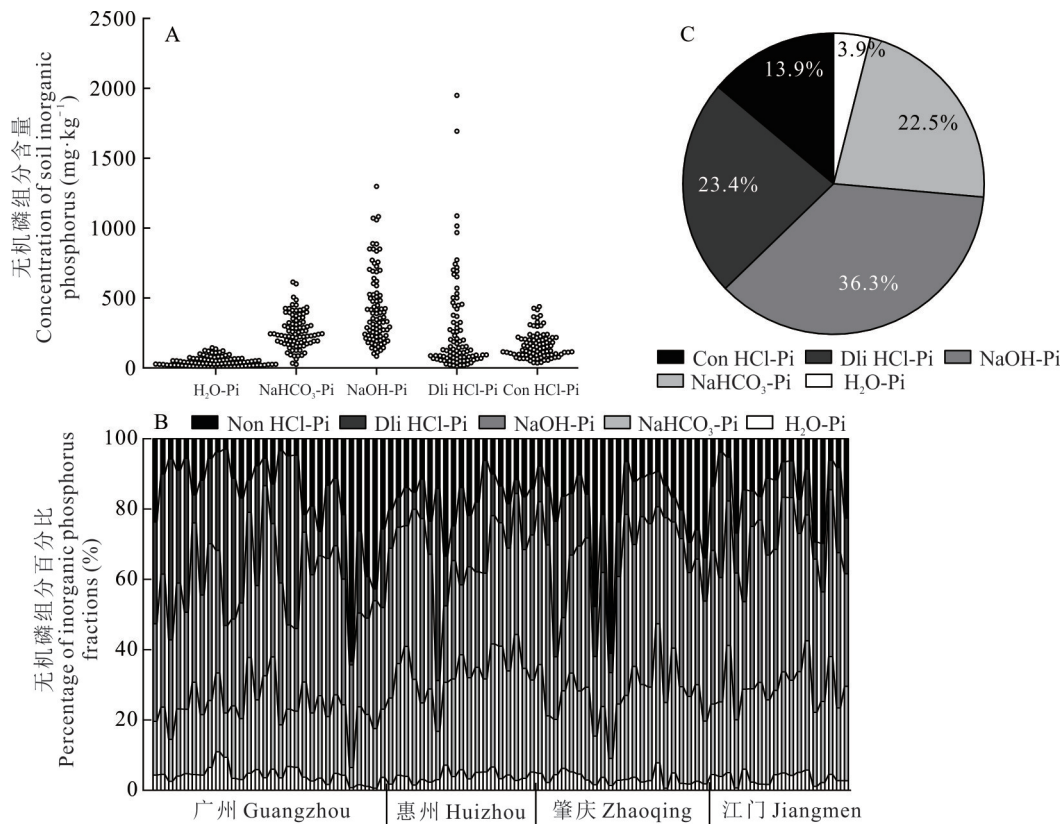 A
无机磷组分含量
Concentration of soil inorganic
phosphorus (mg·kg⁻¹)
2500
2000
1500
1000
500
0
H₂O-Pi NaHCO₃-Pi NaOH-Pi Dli HCl-Pi Con HCl-Pi
C
3.9%
13.9%
22.5%
23.4%
36.3%
Con HCl-Pi Dli HCl-Pi NaOH-Pi
NaHCO₃-Pi H₂O-Pi
B
Non HCl-Pi Dli HCl-Pi NaOH-Pi NaHCO₃-Pi H₂O-Pi
无机磷组分百分比
Percentage of inorganic phosphorus
fractions (%)
100
80
60
40
20
0
广州 Guangzhou 惠州 Huizhou 肇庆 Zhaoqing 江门 Jiangmen